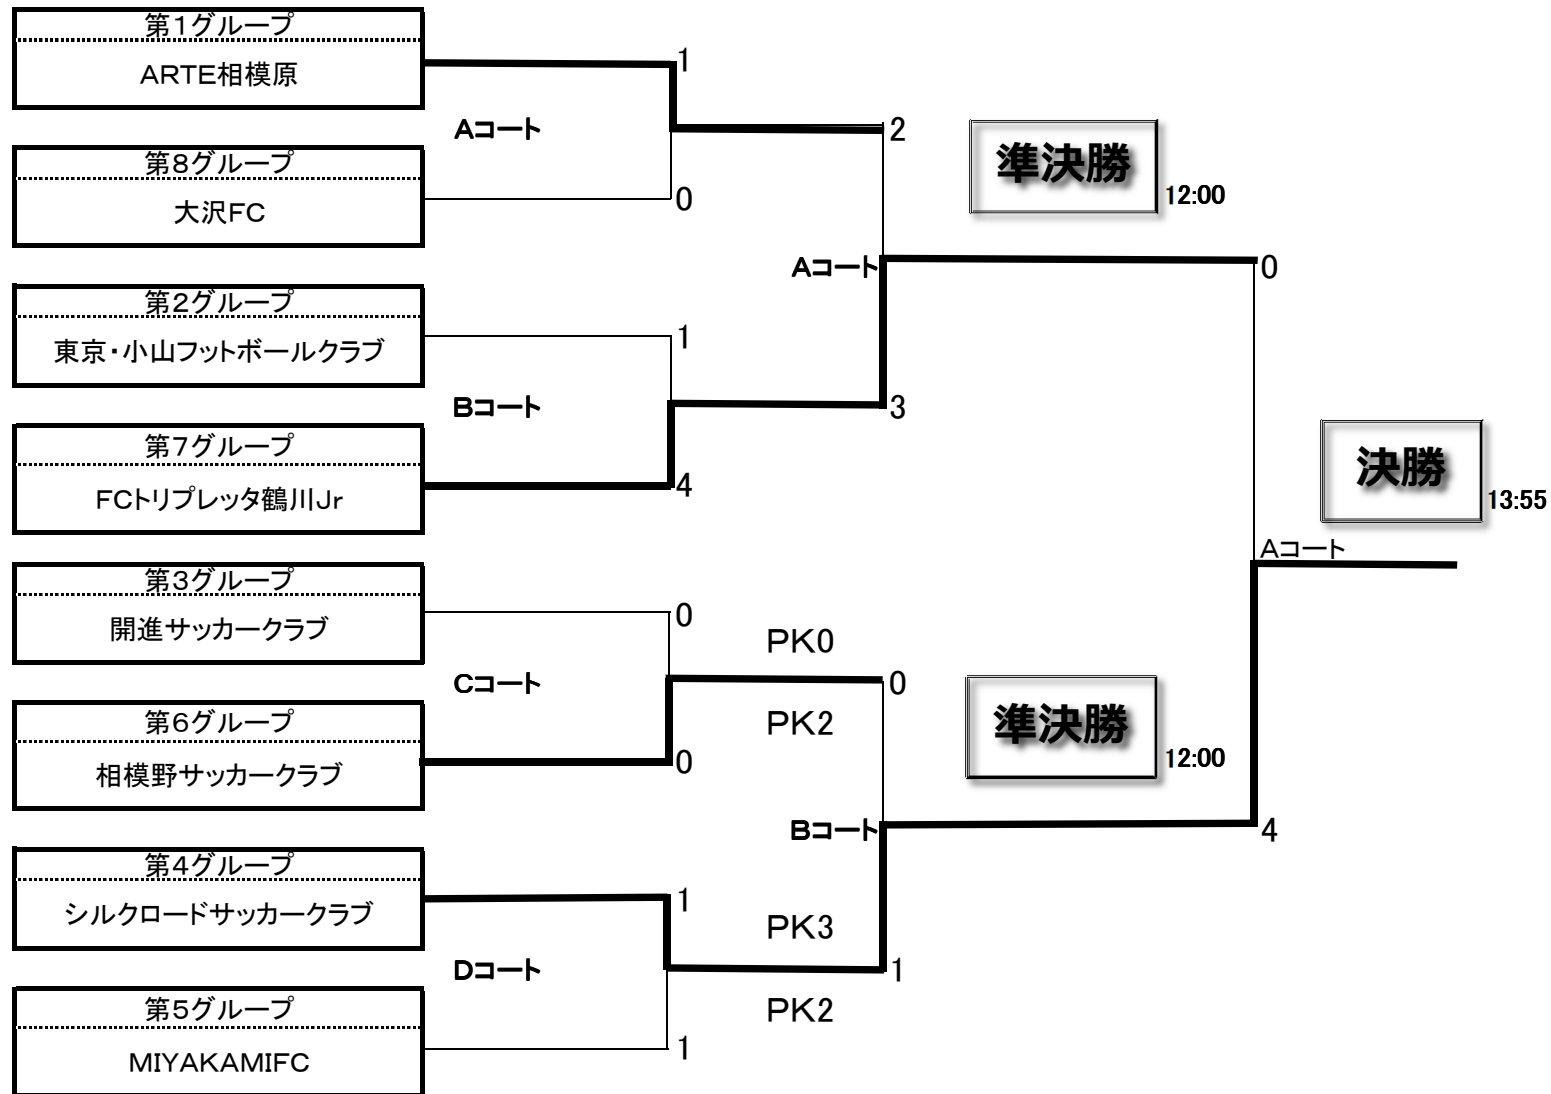 第1グループ
ARTE相模原
1
Aコート
2
準決勝
12:00
第8グループ
大沢FC
0
Aコート
0
第2グループ
東京・小山フットボールクラブ
1
Bコート
3
決勝
13:55
第7グループ
FCトリプレッタ鶴川Jr
4
Aコート
第3グループ
開進サッカークラブ
0
PK0
Cコート
0
準決勝
12:00
第6グループ
相模野サッカークラブ
PK2
0
Bコート
4
第4グループ
シルクロードサッカークラブ
1
PK3
Dコート
1
第5グループ
MIYAKAMIFC
PK2
1